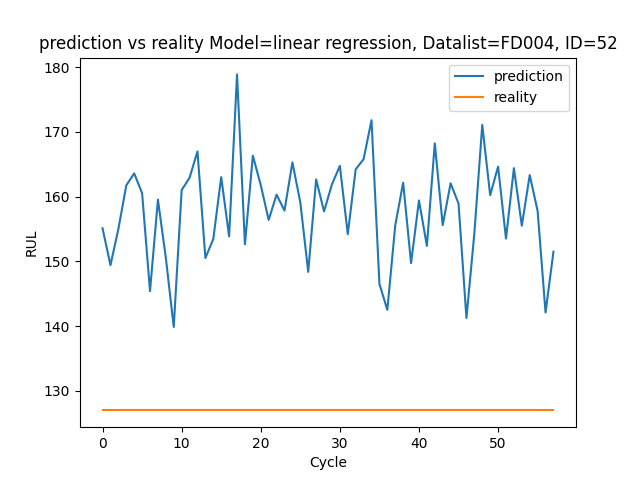 prediction vs reality Model=linear regression, Datalist=FD004, ID=52
prediction
reality
RUL
180
170
160
150
140
130
0 10 20 30 40 50
Cycle